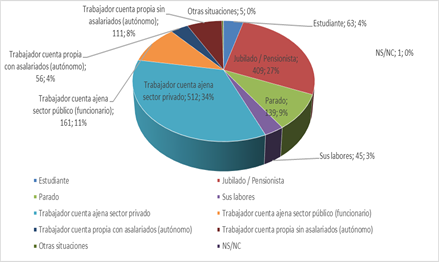 Trabajador cuenta propia sin
asalariados (autónomo);
111; 8%
Otras situaciones; 5; 0%
Estudiante; 63; 4%
Trabajador cuenta propia
con asalariados (autónomo);
56; 4%
Jubilado / Pensionista
409; 27%
NS/NC; 1; 0%
Trabajador cuenta ajena
sector privado; 512; 34%
Parado;
139; 9%
Trabajador cuenta ajena
sector público (funcionario);
161; 11%
Sus labores; 45; 3%
Estudiante
Jubilado / Pensionista
Parado
Sus labores
Trabajador cuenta ajena sector privado
Trabajador cuenta ajena sector público (funcionario)
Trabajador cuenta propia con asalariados (autónomo)
Trabajador cuenta propia sin asalariados (autónomo)
Otras situaciones
NS/NC